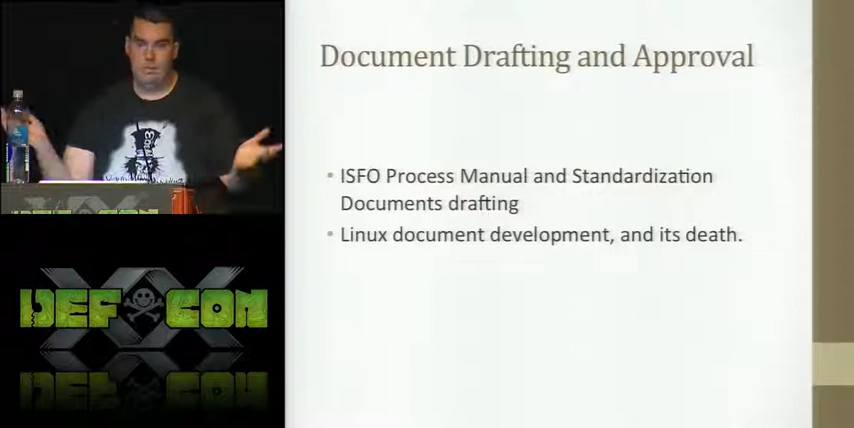 Document Drafting and Approval
• ISFO Process Manual and Standardization
Documents drafting
• Linux document development, and its death.
DEF CON
XX